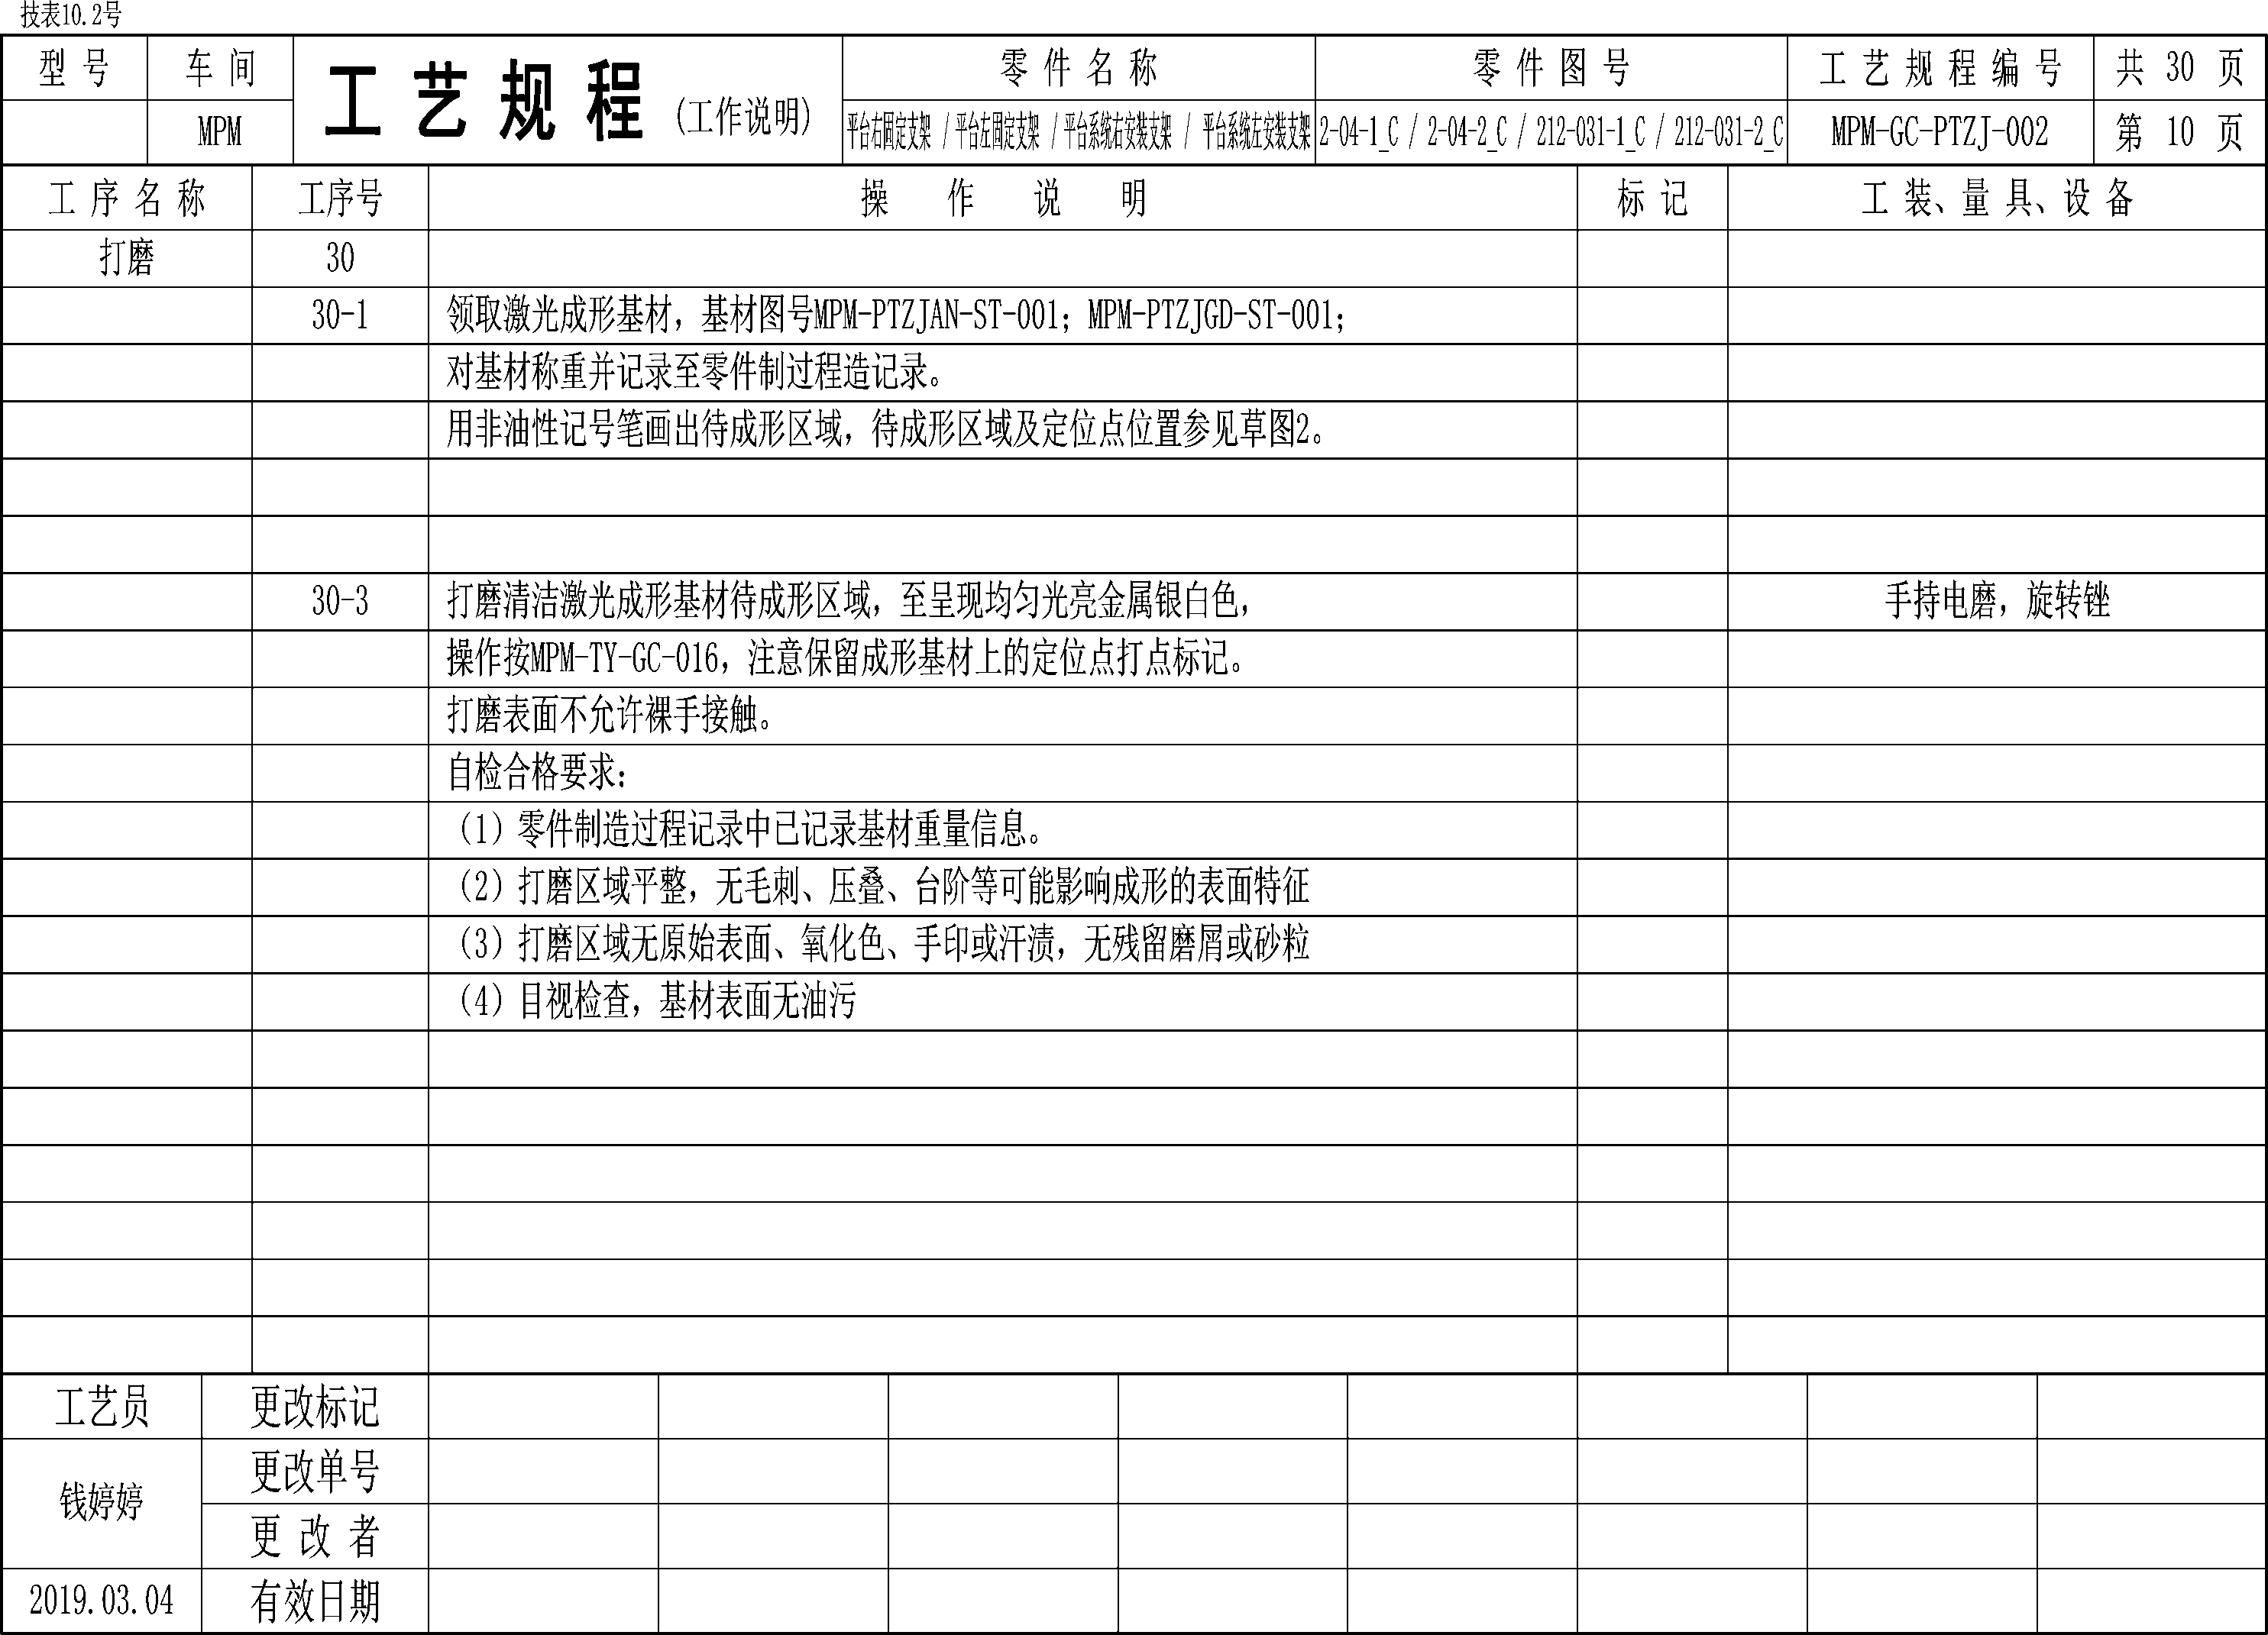 技表10.2号
型 号 车 间 工 艺 规 程 (工作说明) 零 件 名 称 零 件 图 号 工 艺 规 程 编 号 共 30 页
MPM 平台右固定支架 / 平台左固定支架 / 平台系统右安装支架 / 平台系统左安装支架 2-04-1_C / 2-04-2_C / 212-031-1_C / 212-031-2_C MPM-GC-PTZJ-002 第 10 页
工 序 名 称 工序号 操 作 说 明 标 记 工 装、量 具、设 备
打磨 30
30-1 领取激光成形基材，基材图号MPM-PTZJAN-ST-001；MPM-PTZJGD-ST-001；
对基材称重并记录至零件制过程造记录。
用非油性记号笔画出待成形区域，待成形区域及定位点位置参见草图2。
30-3 打磨清洁激光成形基材待成形区域，至呈现均匀光亮金属银白色， 手持电磨，旋转锉
操作按MPM-TY-GC-016，注意保留成形基材上的定位点打点标记。
打磨表面不允许裸手接触。
自检合格要求：
（1）零件制造过程记录中已记录基材重量信息。
（2）打磨区域平整，无毛刺、压叠、台阶等可能影响成形的表面特征
（3）打磨区域无原始表面、氧化色、手印或汗渍，无残留磨屑或砂粒
（4）目视检查，基材表面无油污
工艺员 更改标记
钱婷婷 更改单号
更 改 者
2019.03.04 有效日期